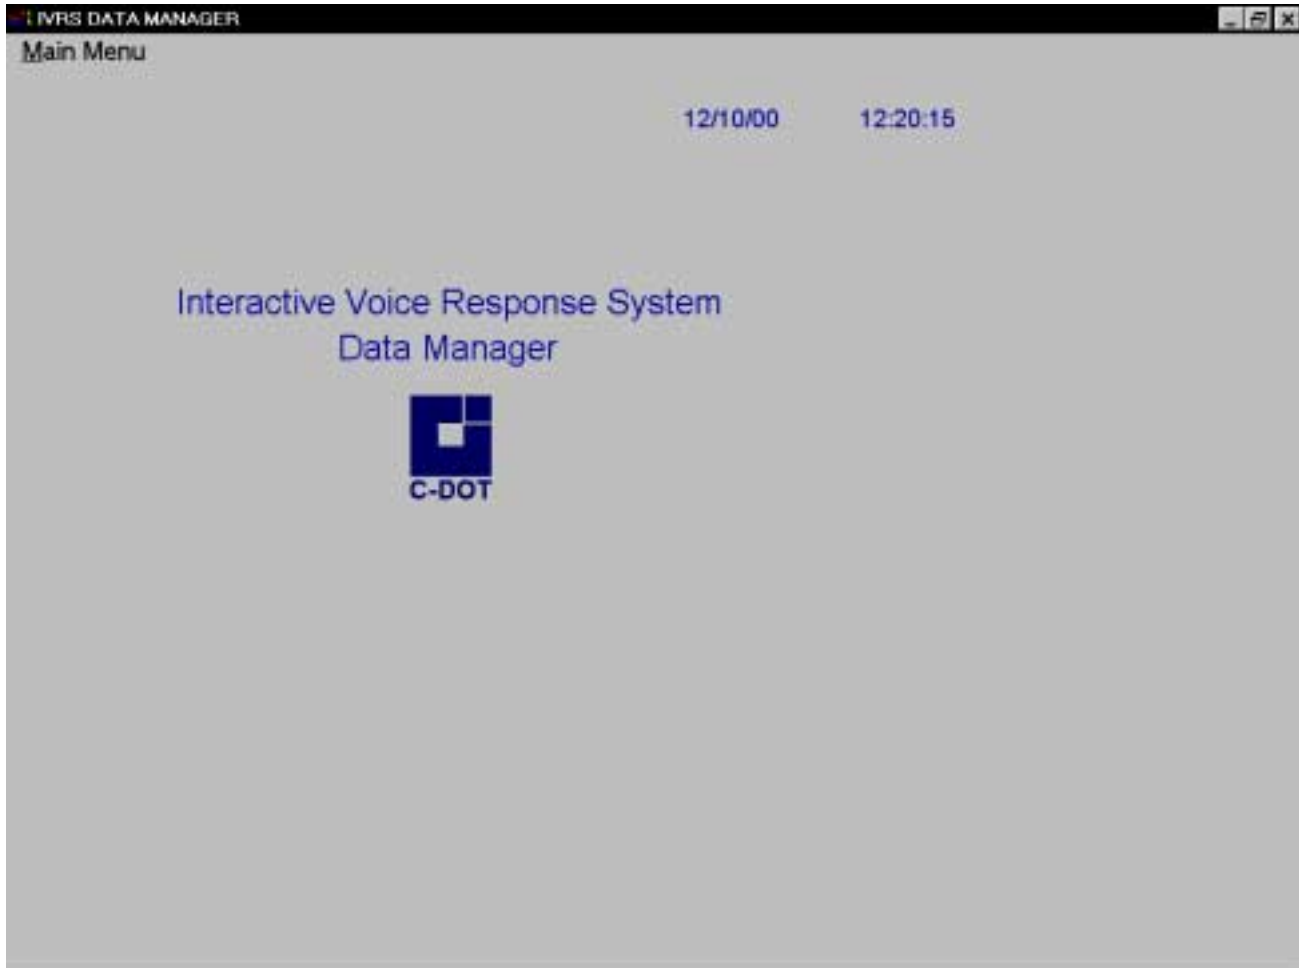 IVRS DATA MANAGER
Main Menu
12/10/00 12:20:15
Interactive Voice Response System
Data Manager
C-DOT